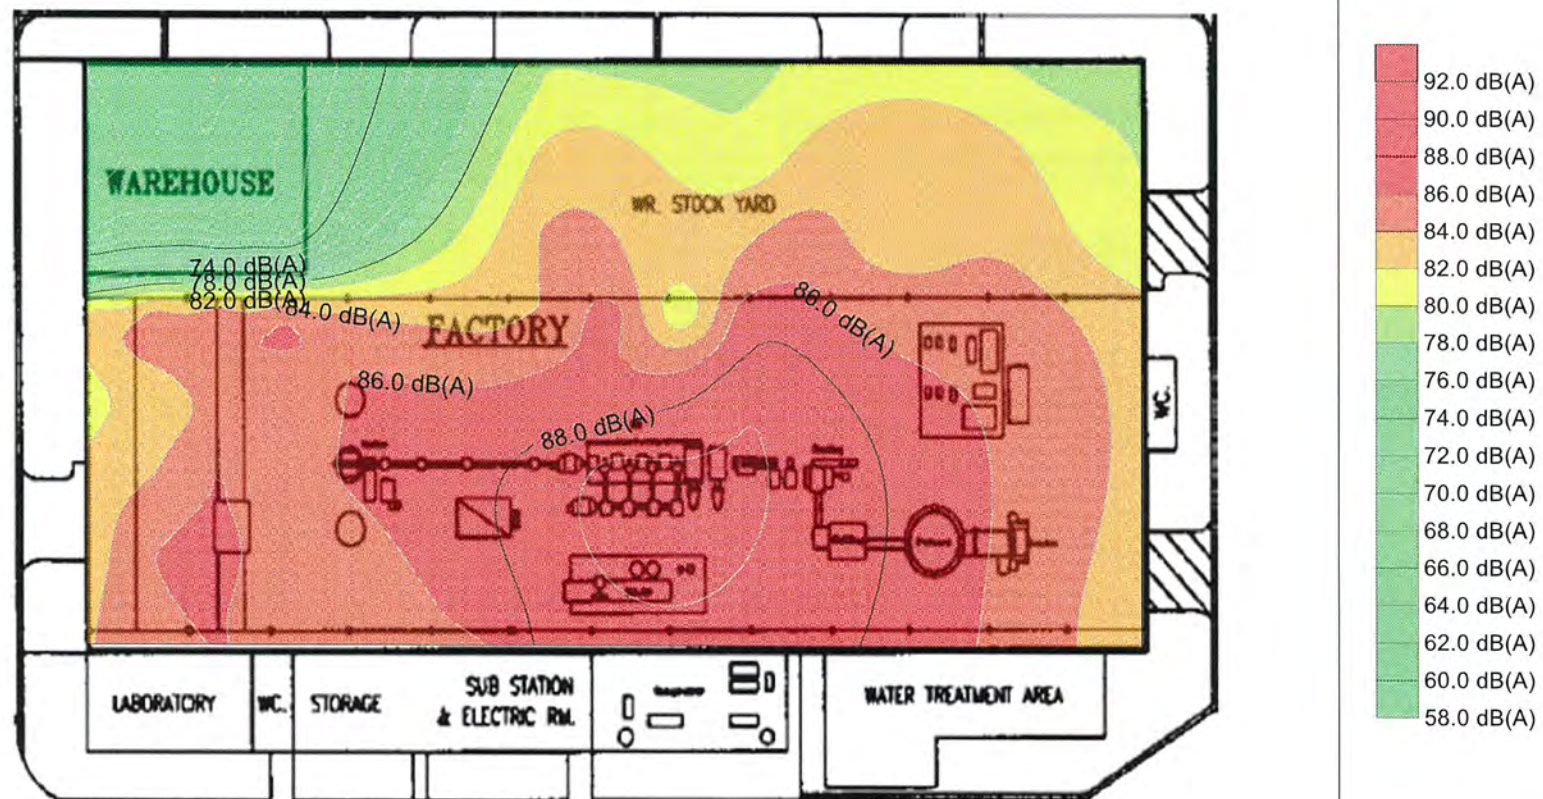 WAREHOUSE
WR. STOCK YARD
74.0 dB(A)
78.0 dB(A)
82.0 dB(A)
84.0 dB(A)
FACTORY
86.0 dB(A)
86.0 dB(A)
88.0 dB(A)
WC.
LABORATORY
WC.
STORAGE
SUB STATION
& ELECTRIC RM.
WATER TREATMENT AREA
92.0 dB(A)
90.0 dB(A)
88.0 dB(A)
86.0 dB(A)
84.0 dB(A)
82.0 dB(A)
80.0 dB(A)
78.0 dB(A)
76.0 dB(A)
74.0 dB(A)
72.0 dB(A)
70.0 dB(A)
68.0 dB(A)
66.0 dB(A)
64.0 dB(A)
62.0 dB(A)
60.0 dB(A)
58.0 dB(A)